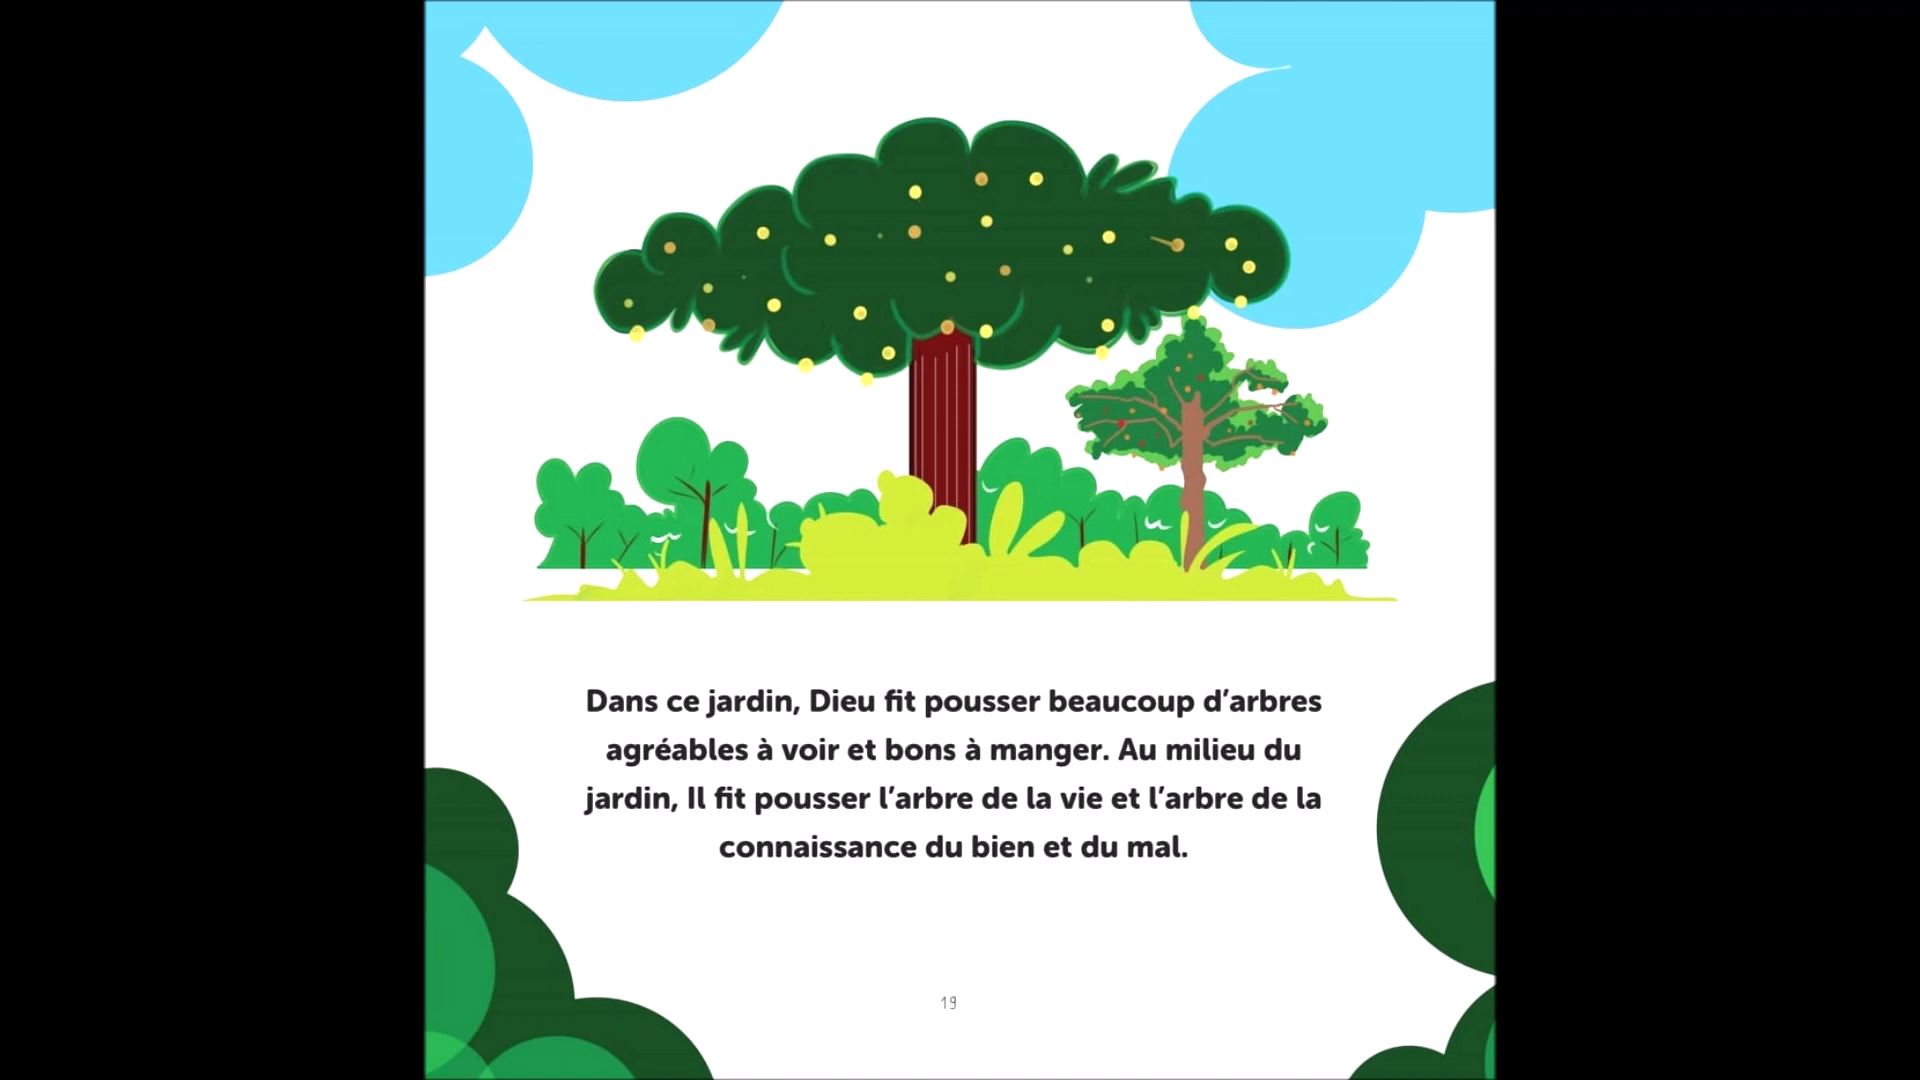 Dans ce jardin, Dieu fit pousser beaucoup d’arbres
agréables à voir et bons à manger. Au milieu du
jardin, Il fit pousser l’arbre de la vie et l’arbre de la
connaissance du bien et du mal.
19